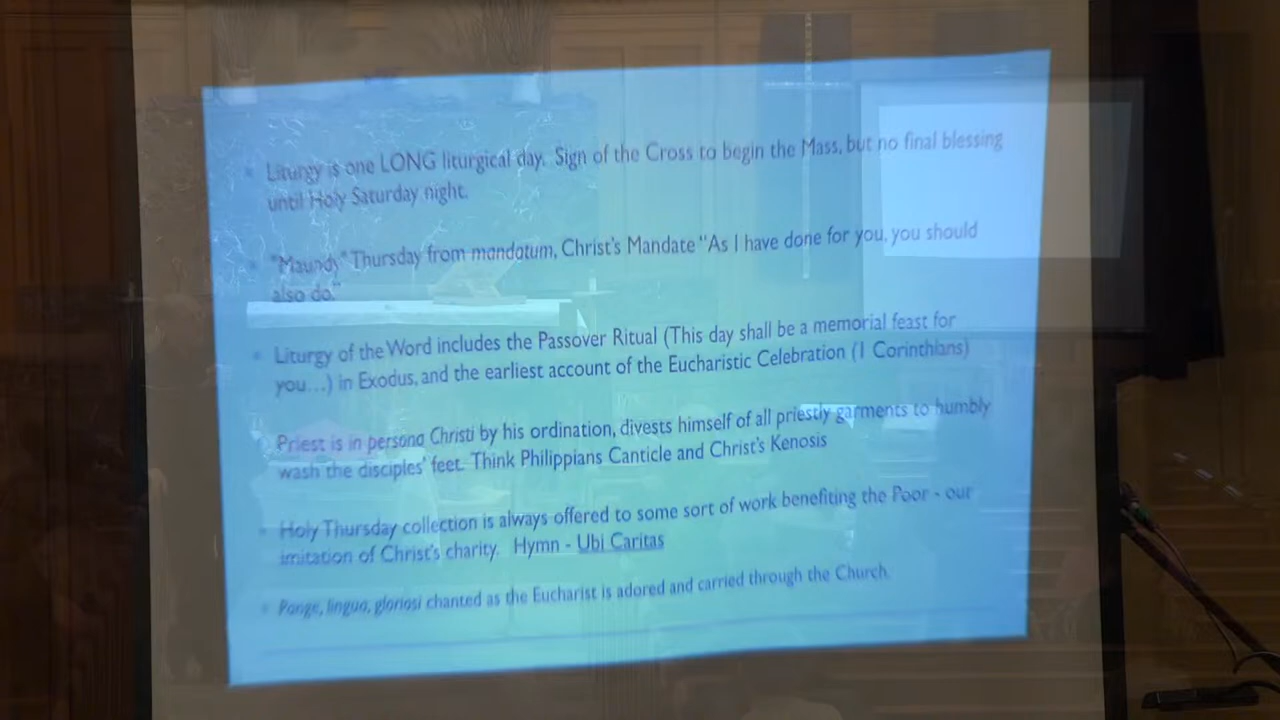 Liturgy is one LONG liturgical day. Sign of the Cross to begin the Mass, but no final blessing
until Holy Saturday night.
"Maundy" Thursday from mandatum, Christ's Mandate "As I have done for you, you should
also do."
Liturgy of the Word includes the Passover Ritual (This day shall be a memorial feast for
you...) in Exodus, and the earliest account of the Eucharistic Celebration (1 Corinthians)
Priest is in persona Christi by his ordination, divests himself of all priestly garments to humbly
wash the disciples' feet. Think Philippians Canticle and Christ's Kenosis
Holy Thursday collection is always offered to some sort of work benefiting the Poor - our
imitation of Christ's charity. Hymn - Ubi Caritas
Pange, lingua, gloriosi chanted as the Eucharist is adored and carried through the Church.